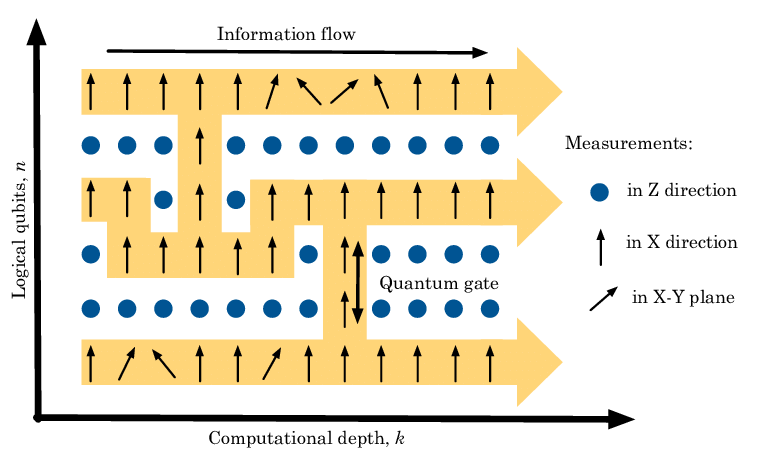 Information flow
Measurements:
in Z direction
in X direction
in X-Y plane
Quantum gate
Logical qubits, n
Computational depth, k